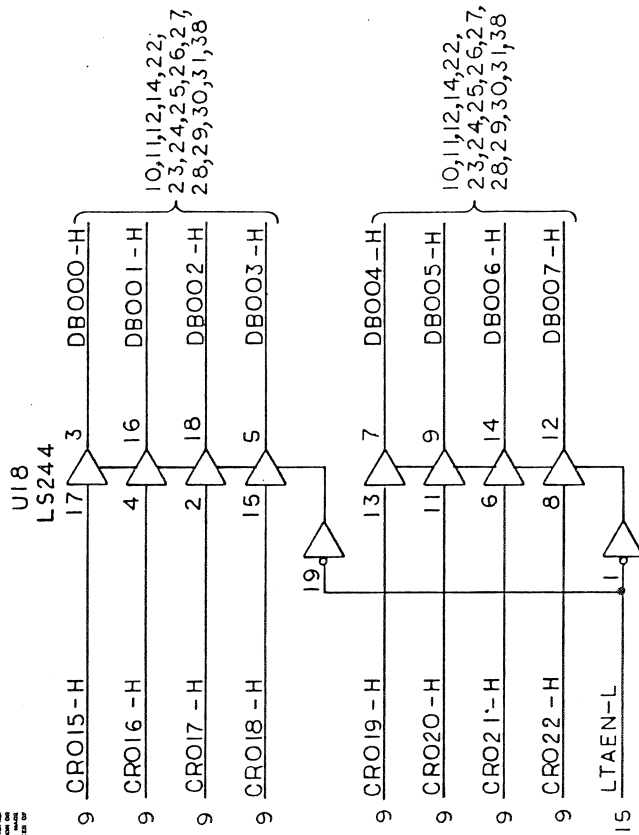 U18
LS244
9 CR015-H 17 3 DB000-H
9 CR016-H 4 16 DB001-H
9 CR017-H 2 18 DB002-H
9 CR018-H 15 5 DB003-H
10,11,12,14,22,
23,24,25,26,27,
28,29,30,31,38
19
9 CR019-H 13 7 DB004-H
9 CR020-H 11 9 DB005-H
9 CR021-H 6 14 DB006-H
9 CR022-H 8 12 DB007-H
10,11,12,14,22,
23,24,25,26,27,
28,29,30,31,38
15 LTAEN-L 1